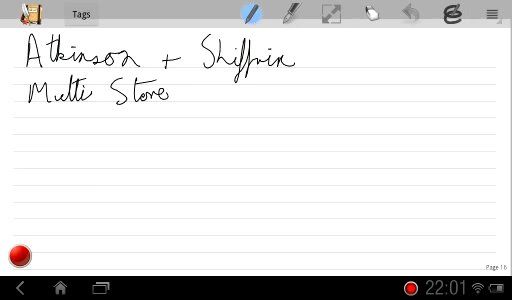 Tags
Atkinson + Shiffrin
Multi Store
Page 16
22:01